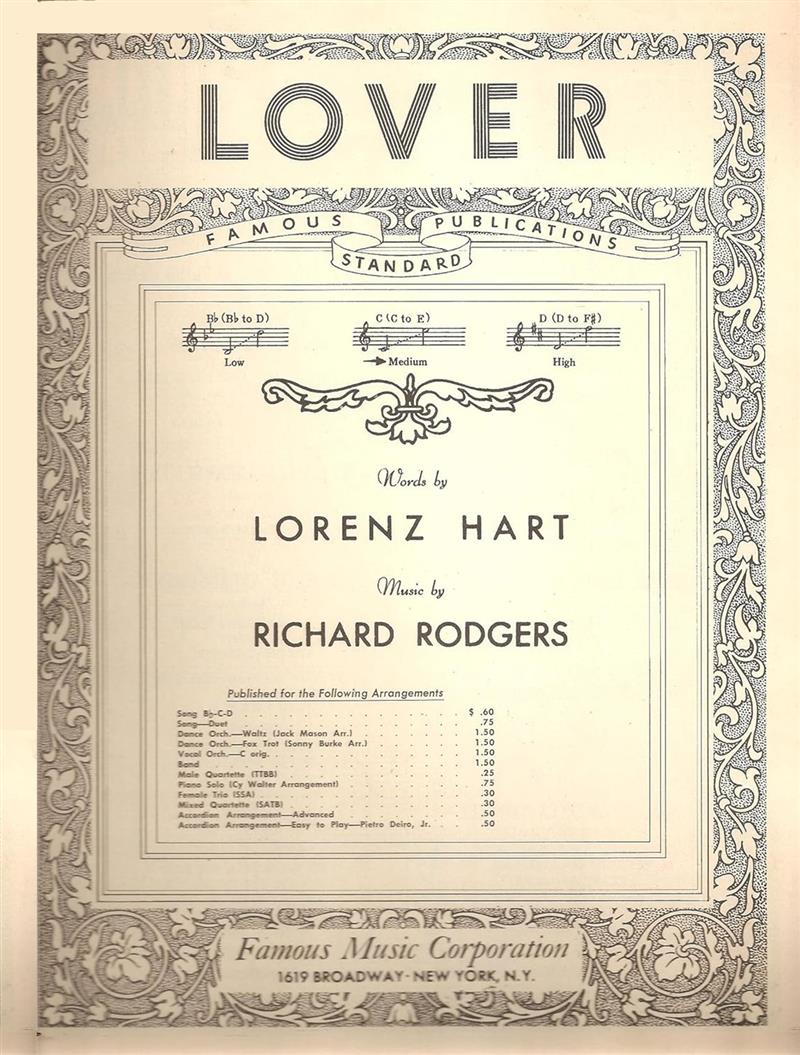 LOVER
FAMOUS STANDARD PUBLICATIONS
B♭ (B♭ to D)
Low
C (C to E)
Medium
D (D to F♯)
High
Words by
LORENZ HART
Music by
RICHARD RODGERS
Published for the Following Arrangements
Song B♭-C-D . . . . . . . . . . $ .60
Song—Duet . . . . . . . . . . .75
Dance Orch.—Waltz (Jack Mason Arr.) . . . . . . 1.50
Dance Orch.—Fox Trot (Sonny Burke Arr.) . . . . . 1.50
Vocal Orch.—C orig. . . . . . . . . . 1.50
Band . . . . . . . . . . . . 1.50
Male Quartette (TTBB) . . . . . . . . . .25
Piano Solo (Cy Walter Arrangement) . . . . . . .75
Female Trio (SSA) . . . . . . . . . . .30
Mixed Quartette (SATB) . . . . . . . . . .30
Accordion Arrangement—Advanced . . . . . . .50
Accordion Arrangement—Easy to Play—Pietro Deiro, Jr. . . .50
Famous Music Corporation
1619 BROADWAY - NEW YORK, N.Y.